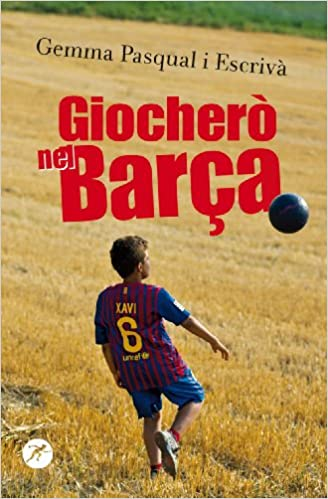 Gemma Pasqual i Escrivà
Giocherò
nel Barça
XAVI
6
unicef